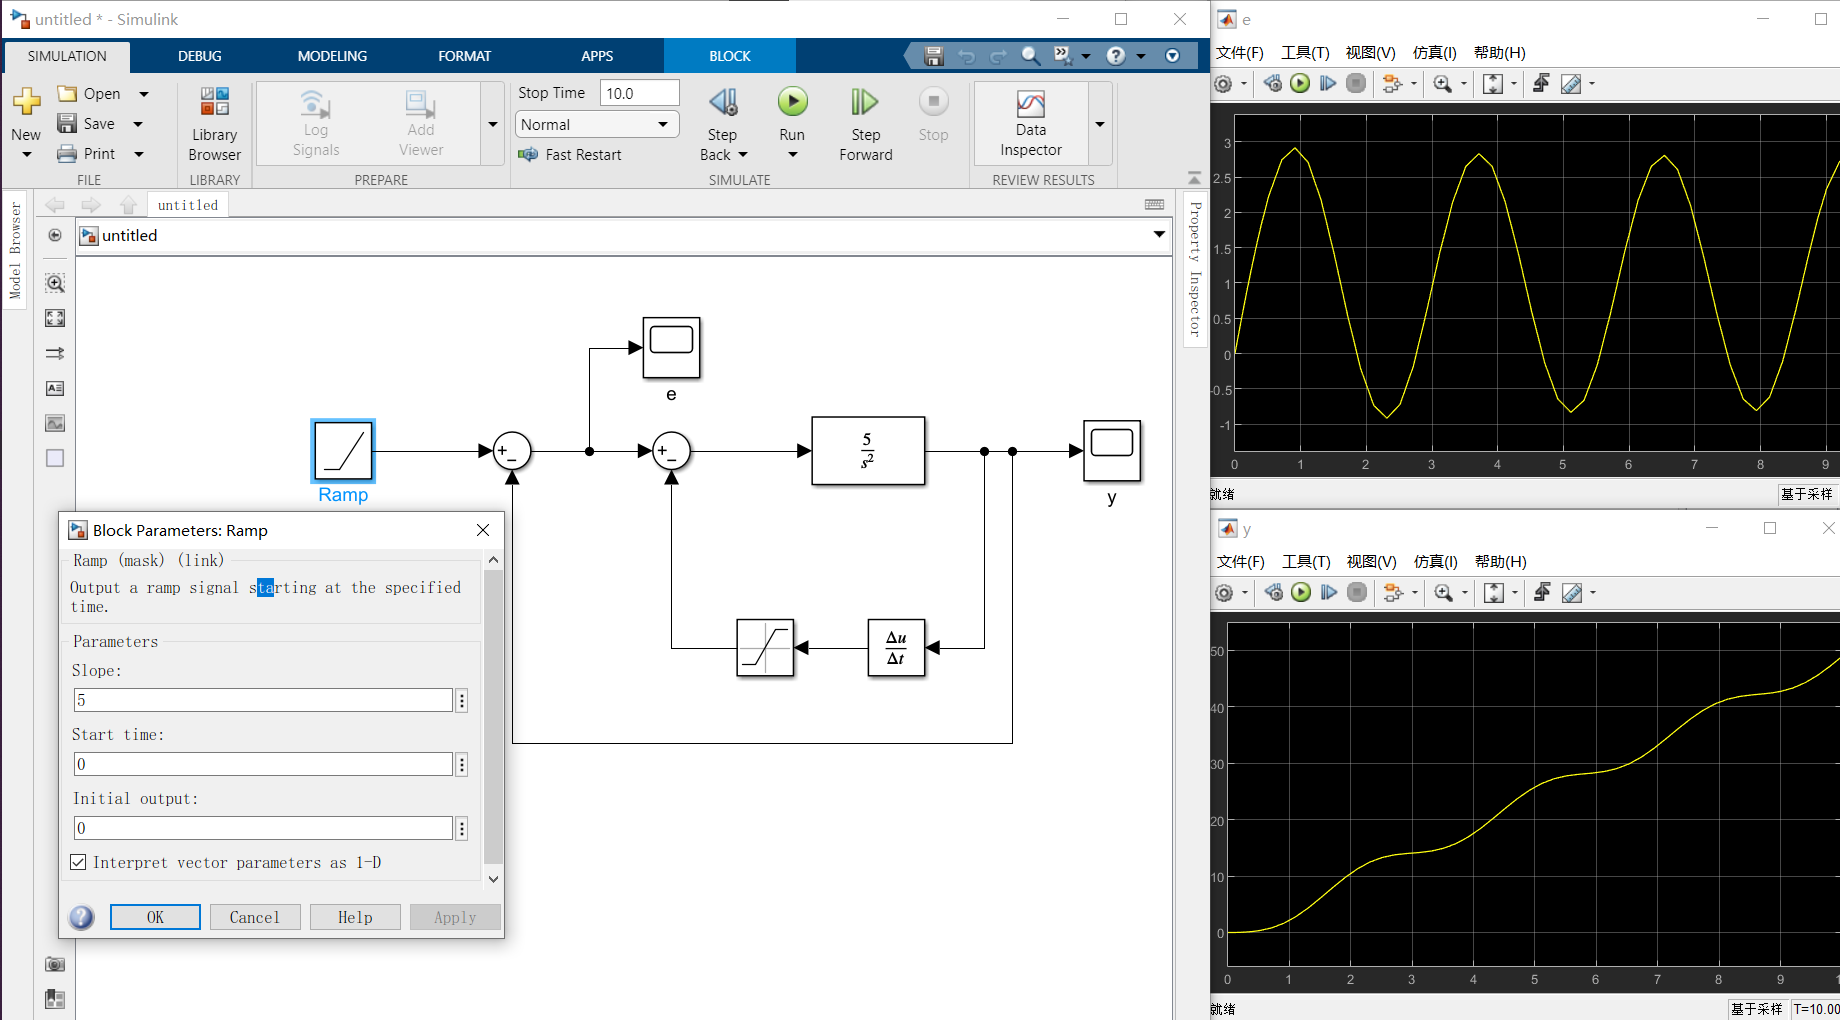 untitled * - Simulink
SIMULATION DEBUG MODELING FORMAT APPS BLOCK
New
Open
Save
Print
FILE
Library
Browser
LIBRARY
Log
Signals
Add
Viewer
PREPARE
Stop Time 10.0
Normal
Fast Restart
Step
Back
Run
Step
Forward
Stop
SIMULATE
Data
Inspector
REVIEW RESULTS
Model Browser
untitled
untitled
Property Inspector
e
Ramp
+
−
+
−
5
s²
y
Δu
Δt
Block Parameters: Ramp
Ramp (mask) (link)
Output a ramp signal starting at the specified
time.
Parameters
Slope:
5
Start time:
0
Initial output:
0
Interpret vector parameters as 1-D
OK Cancel Help Apply
e
文件(F) 工具(T) 视图(V) 仿真(I) 帮助(H)
3
2.5
2
1.5
1
0.5
0
-0.5
-1
0 1 2 3 4 5 6 7 8 9
就绪
基于采样
y
文件(F) 工具(T) 视图(V) 仿真(I) 帮助(H)
50
40
30
20
10
0
0 1 2 3 4 5 6 7 8 9
就绪
基于采样 T=10.00